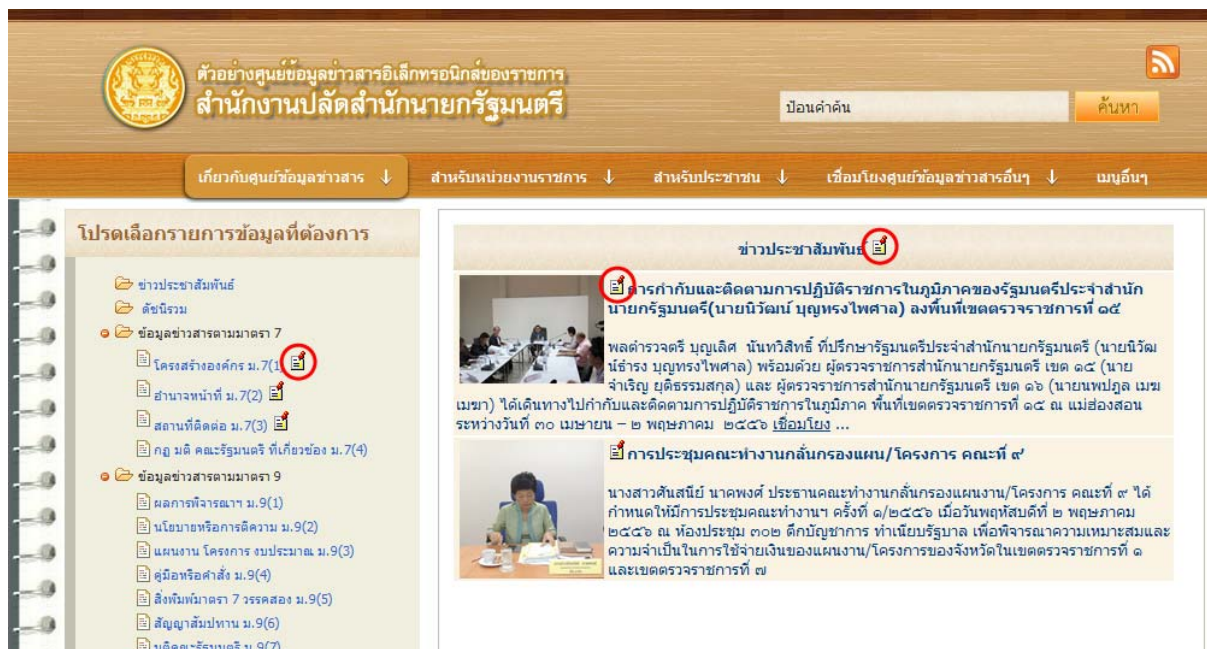 ตัวอย่างศูนย์ข้อมูลข่าวสารอิเล็กทรอนิกส์ของราชการ
สำนักงานปลัดสำนักนายกรัฐมนตรี
ป้อนคำค้น
ค้นหา
เกี่ยวกับศูนย์ข้อมูลข่าวสาร ↓
สำหรับหน่วยงานราชการ ↓
สำหรับประชาชน ↓
เชื่อมโยงศูนย์ข้อมูลข่าวสารอื่นๆ ↓
เมนูอื่นๆ
โปรดเลือกรายการข้อมูลที่ต้องการ
ข่าวประชาสัมพันธ์
ดัชนีรวม
ข้อมูลข่าวสารตามมาตรา 7
โครงสร้างองค์กร ม.7(1)
อำนาจหน้าที่ ม.7(2)
สถานที่ติดต่อ ม.7(3)
กฎ มติ คณะรัฐมนตรี ที่เกี่ยวข้อง ม.7(4)
ข้อมูลข่าวสารตามมาตรา 9
ผลการพิจารณาฯ ม.9(1)
นโยบายหรือการตีความ ม.9(2)
แผนงาน โครงการ งบประมาณ ม.9(3)
คู่มือหรือคำสั่ง ม.9(4)
สิ่งพิมพ์มาตรา 7 วรรคสอง ม.9(5)
สัญญาสัมปทาน ม.9(6)
มติคณะรัฐมนตรี ม.9(7)
ข่าวประชาสัมพันธ์
การกำกับและติดตามการปฏิบัติราชการในภูมิภาคของรัฐมนตรีประจำสำนัก
นายกรัฐมนตรี(นายนิวัฒน์ บุญทรงไพศาล) ลงพื้นที่เขตตรวจราชการที่ ๑๕
พลตำรวจตรี บุญเลิศ นันทวิสิทธิ์ ที่ปรึกษารัฐมนตรีประจำสำนักนายกรัฐมนตรี (นายนิวัฒ
น์ธำรง บุญทรงไพศาล) พร้อมด้วย ผู้ตรวจราชการสำนักนายกรัฐมนตรี เขต ๑๕ (นาย
จำเริญ ยุติธรรมสกุล) และ ผู้ตรวจราชการสำนักนายกรัฐมนตรี เขต ๑๖ (นายนพปฎล เมฆ
เมฆา) ได้เดินทางไปกำกับและติดตามการปฏิบัติราชการในภูมิภาค พื้นที่เขตตรวจราชการที่ ๑๕ ณ แม่ฮ่องสอน
ระหว่างวันที่ ๓๐ เมษายน – ๒ พฤษภาคม ๒๕๕๖ เชื่อมโยง ...
การประชุมคณะทำงานกลั่นกรองแผน/โครงการ คณะที่ ๙'
นางสาวศันสนีย์ นาคพงศ์ ประธานคณะทำงานกลั่นกรองแผนงาน/โครงการ คณะที่ ๙ ได้
กำหนดให้มีการประชุมคณะทำงานฯ ครั้งที่ ๑/๒๕๕๖ เมื่อวันพฤหัสบดีที่ ๒ พฤษภาคม
๒๕๕๖ ณ ห้องประชุม ๓๐๒ ตึกบัญชาการ ทำเนียบรัฐบาล เพื่อพิจารณาความเหมาะสมและ
ความจำเป็นในการใช้จ่ายเงินของแผนงาน/โครงการของจังหวัดในเขตตรวจราชการที่ ๑
และเขตตรวจราชการที่ ๗